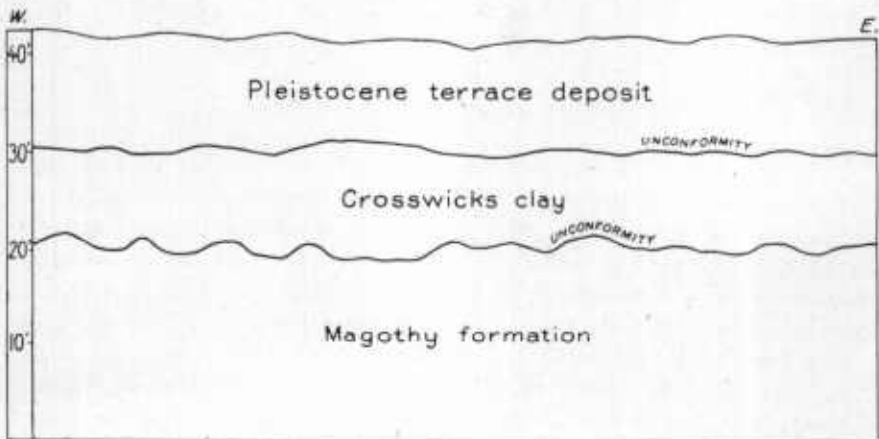 W.
E.
40'
Pleistocene terrace deposit
UNCONFORMITY
30'
Crosswicks clay
UNCONFORMITY
20'
Magothy formation
10'